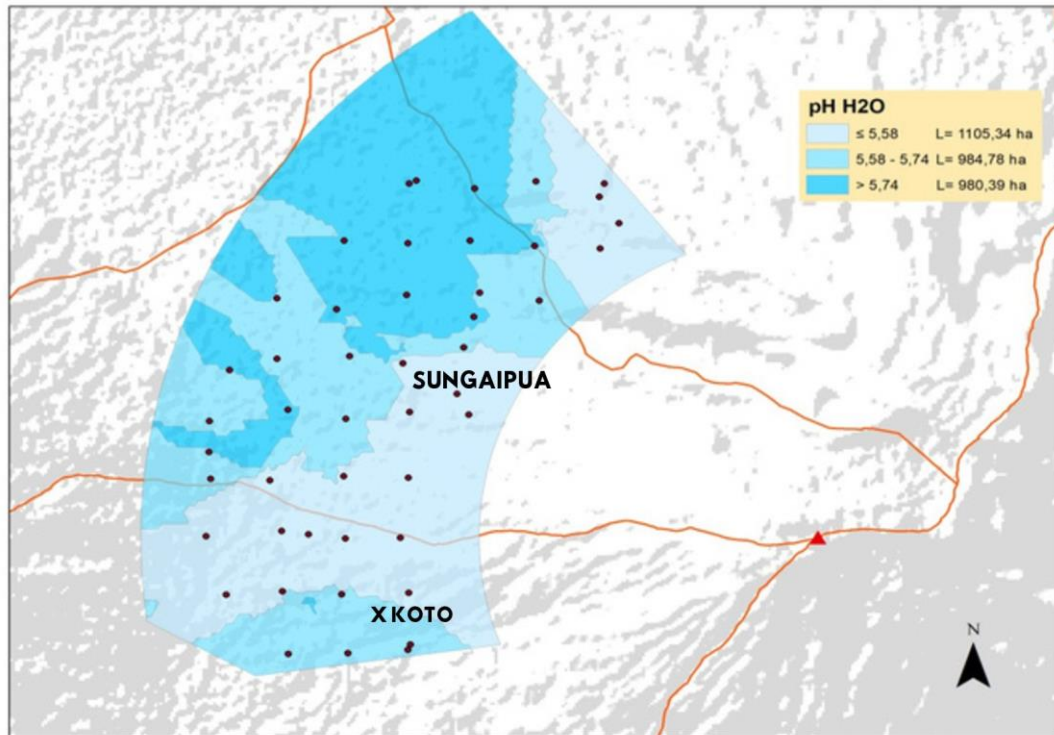 pH H2O
≤ 5,58 L= 1105,34 ha
5,58 - 5,74 L= 984,78 ha
> 5,74 L= 980,39 ha
SUNGAIPUA
X KOTO
N